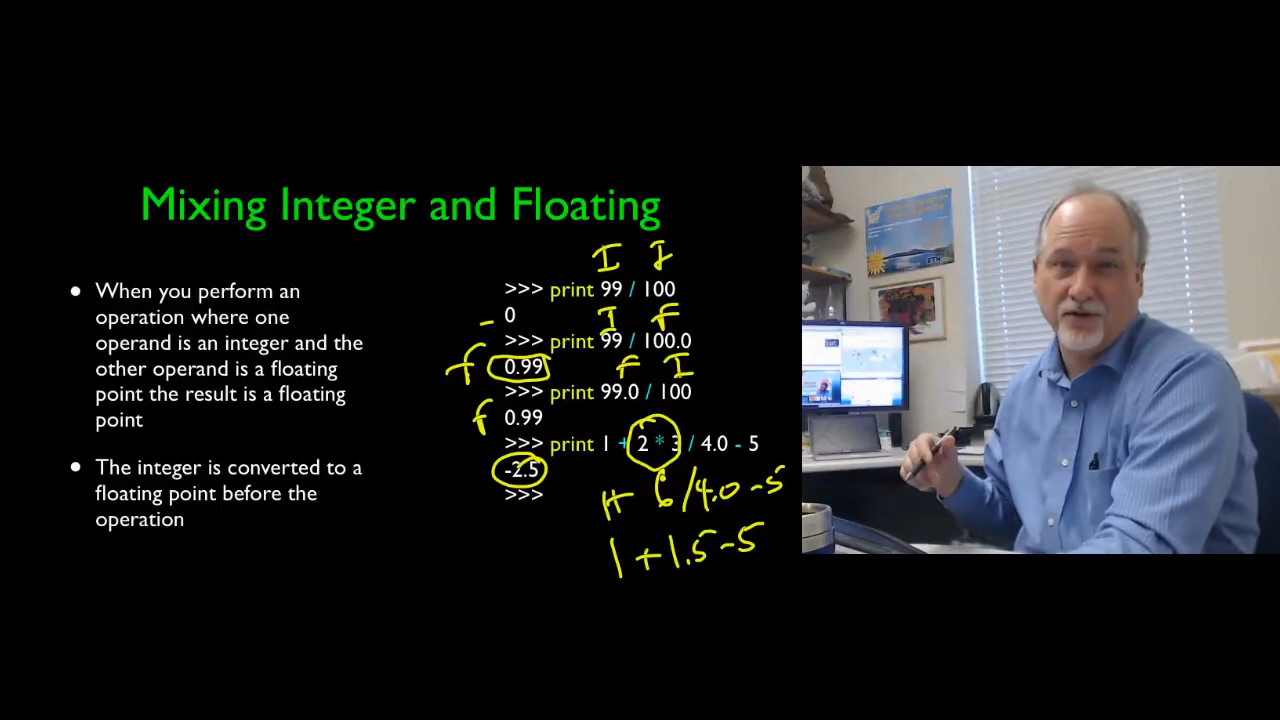 Mixing Integer and Floating
● When you perform an
operation where one
operand is an integer and the
other operand is a floating
point the result is a floating
point
● The integer is converted to a
floating point before the
operation
I I
>>> print 99 / 100
0
I F
>>> print 99 / 100.0
f 0.99
F I
>>> print 99.0 / 100
f 0.99
>>> print 1 + 2 * 3 / 4.0 - 5
-2.5
>>>
1+ 6/4.0-5
1+1.5-5